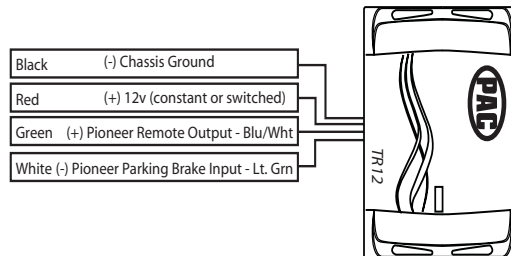 Black (-) Chassis Ground
Red (+) 12v (constant or switched)
Green (+) Pioneer Remote Output - Blu/Wht
White (-) Pioneer Parking Brake Input - Lt. Grn
PAC
TR12